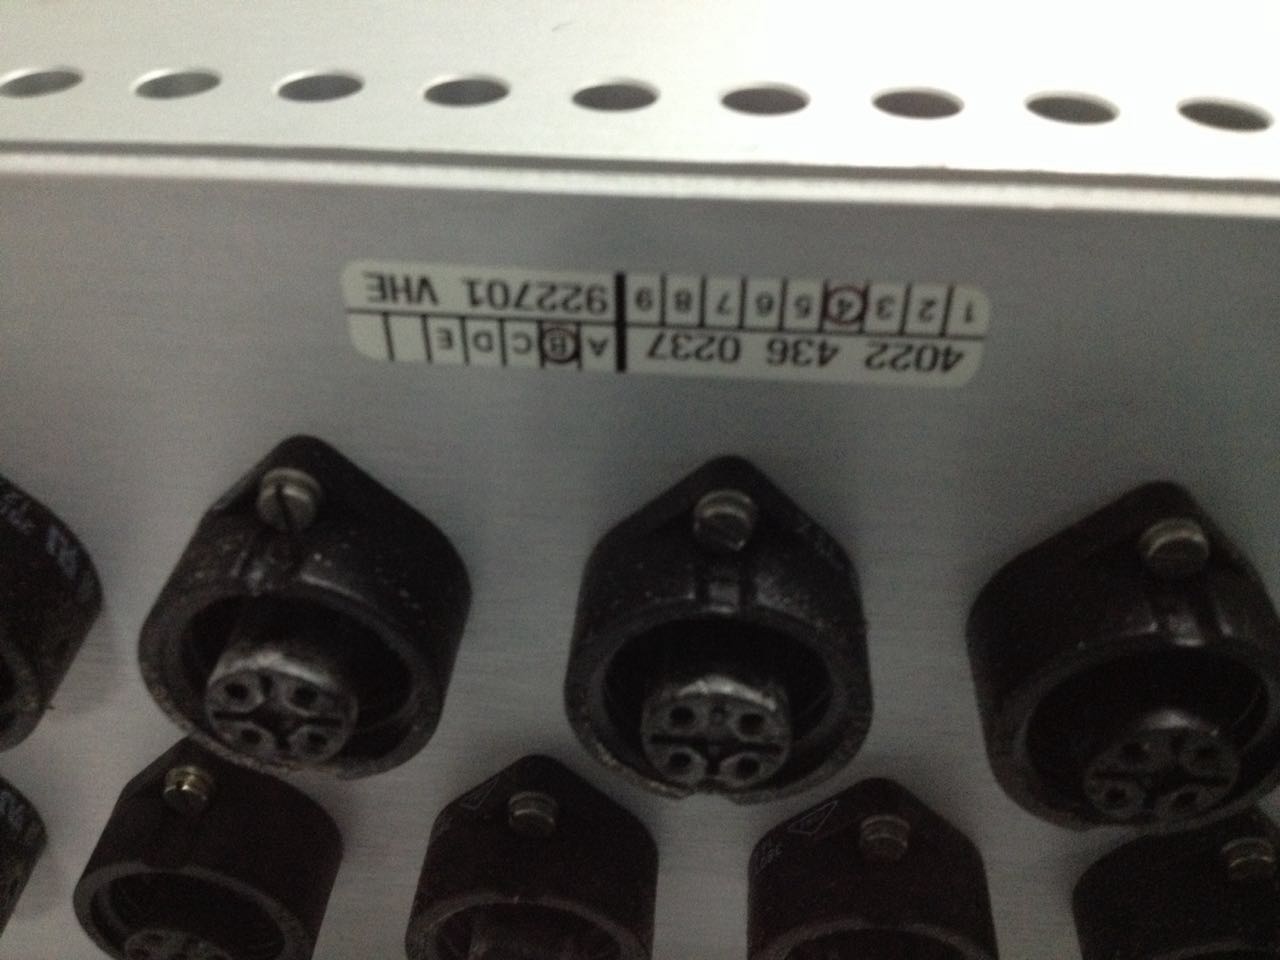 4022 436 0237 A B C D E
1 2 3 4 5 6 7 8 9 922701 VHE